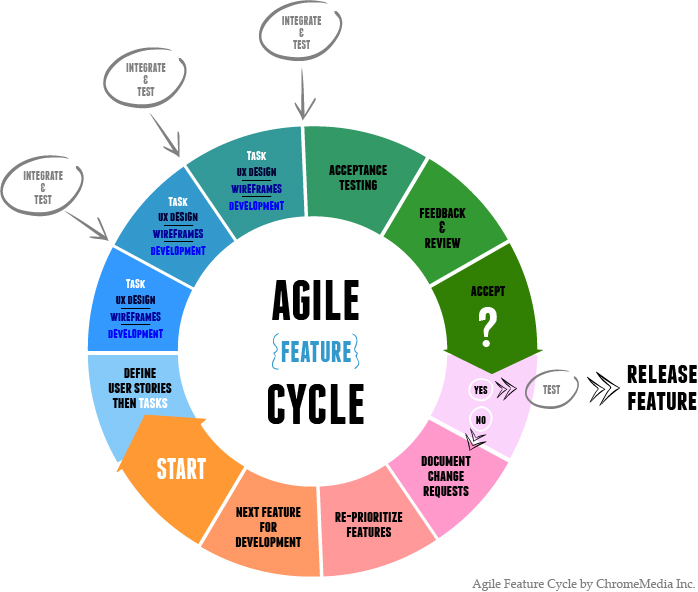 INTEGRATE
&
TEST
INTEGRATE
&
TEST
INTEGRATE
&
TEST
TASK
UX DESIGN
WIREFRAMES
DEVELOPMENT
ACCEPTANCE
TESTING
TASK
UX DESIGN
WIREFRAMES
DEVELOPMENT
FEEDBACK
&
REVIEW
TASK
UX DESIGN
WIREFRAMES
DEVELOPMENT
ACCEPT
?
AGILE
{FEATURE}
CYCLE
DEFINE
USER STORIES
THEN TASKS
YES
TEST
RELEASE
FEATURE
NO
START
DOCUMENT
CHANGE
REQUESTS
NEXT FEATURE
FOR
DEVELOPMENT
RE-PRIORITIZE
FEATURES
Agile Feature Cycle by ChromeMedia Inc.